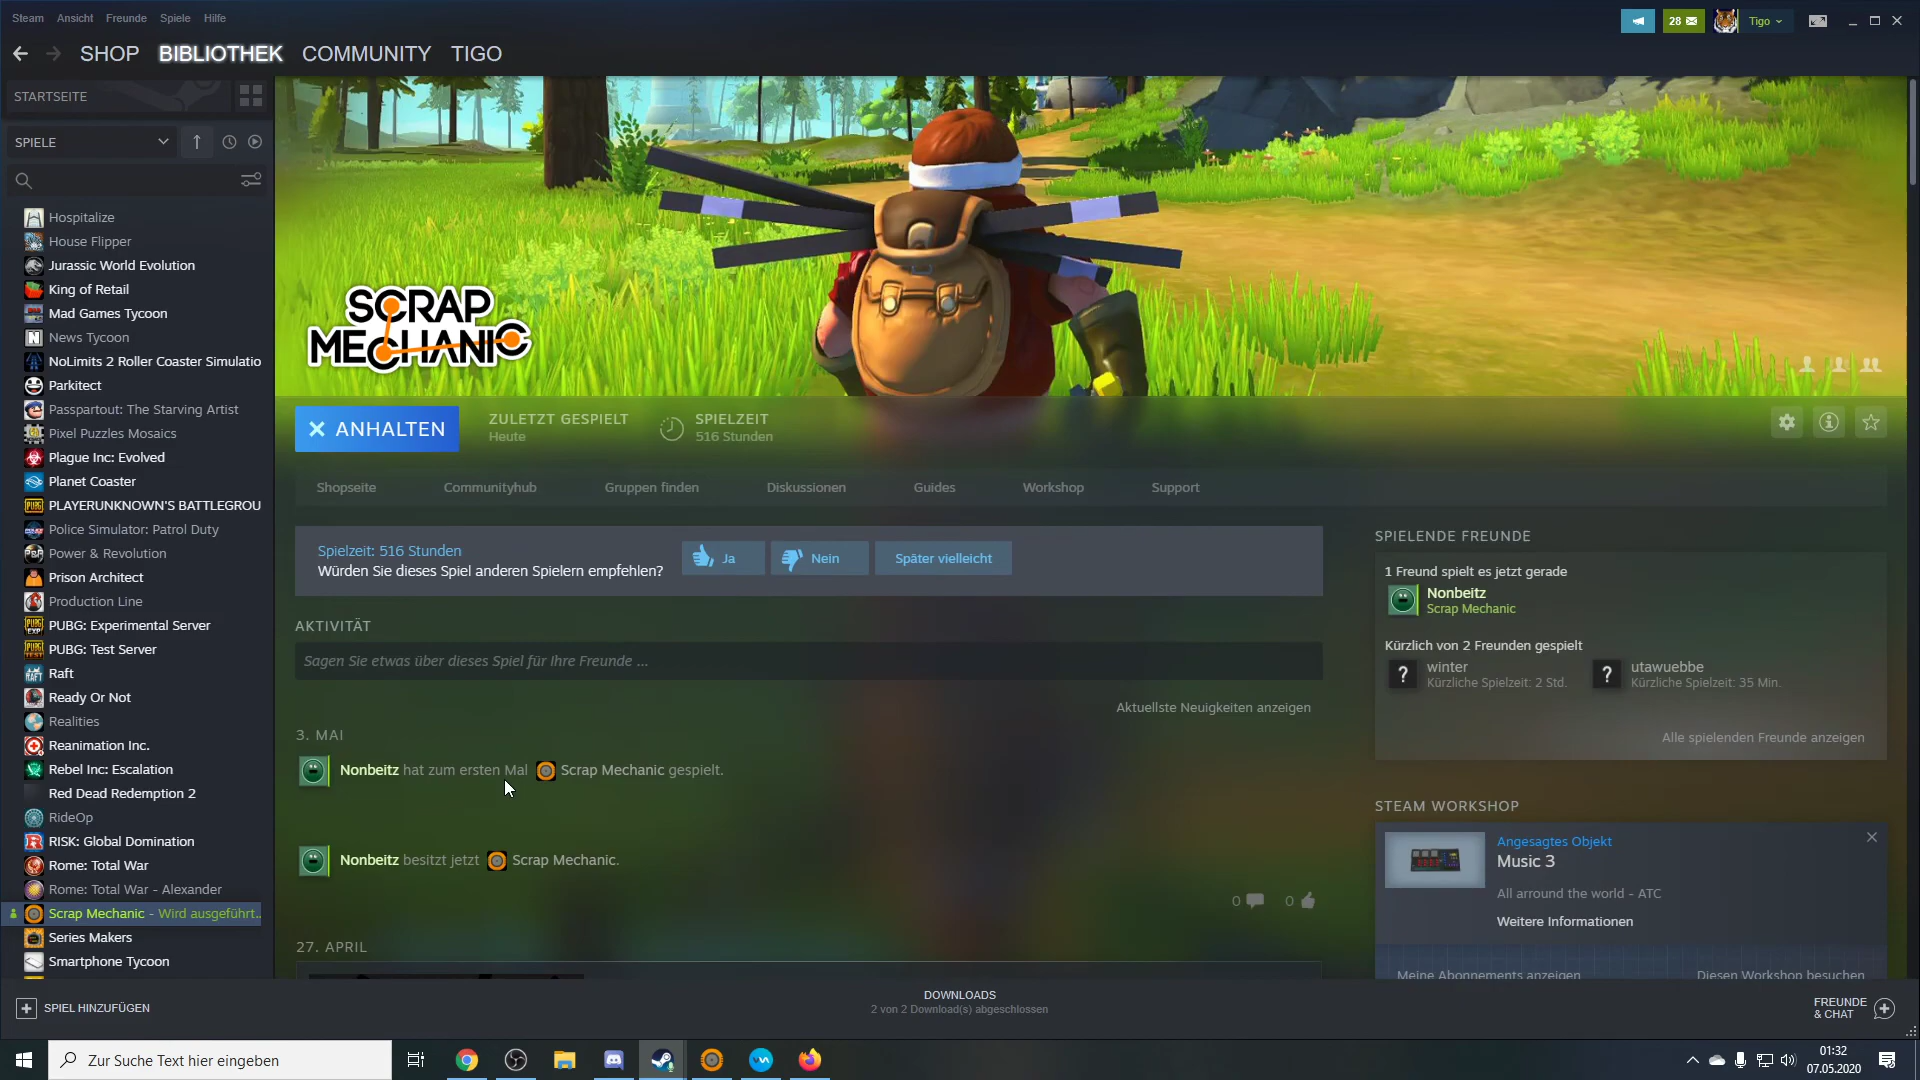 Steam Ansicht Freunde Spiele Hilfe
28
Tigo
SHOP BIBLIOTHEK COMMUNITY TIGO
STARTSEITE
SPIELE
Hospitalize
House Flipper
Jurassic World Evolution
King of Retail
Mad Games Tycoon
News Tycoon
NoLimits 2 Roller Coaster Simulatio
Parkitect
Passpartout: The Starving Artist
Pixel Puzzles Mosaics
Plague Inc: Evolved
Planet Coaster
PLAYERUNKNOWN'S BATTLEGROU
Police Simulator: Patrol Duty
Power & Revolution
Prison Architect
Production Line
PUBG: Experimental Server
PUBG: Test Server
Raft
Ready Or Not
Realities
Reanimation Inc.
Rebel Inc: Escalation
Red Dead Redemption 2
RideOp
RISK: Global Domination
Rome: Total War
Rome: Total War - Alexander
Scrap Mechanic - Wird ausgeführt..
Series Makers
Smartphone Tycoon
SPIEL HINZUFÜGEN
SCRAP
MECHANIC
ANHALTEN
ZULETZT GESPIELT
Heute
SPIELZEIT
516 Stunden
Shopseite Communityhub Gruppen finden Diskussionen Guides Workshop Support
Spielzeit: 516 Stunden
Würden Sie dieses Spiel anderen Spielern empfehlen?
Ja
Nein
Später vielleicht
AKTIVITÄT
Sagen Sie etwas über dieses Spiel für Ihre Freunde ...
Aktuellste Neuigkeiten anzeigen
3. MAI
Nonbeitz hat zum ersten Mal Scrap Mechanic gespielt.
Nonbeitz besitzt jetzt Scrap Mechanic.
0 0
27. APRIL
SPIELENDE FREUNDE
1 Freund spielt es jetzt gerade
Nonbeitz
Scrap Mechanic
Kürzlich von 2 Freunden gespielt
winter
Kürzliche Spielzeit: 2 Std.
utawuebbe
Kürzliche Spielzeit: 35 Min.
Alle spielenden Freunde anzeigen
STEAM WORKSHOP
Angesagtes Objekt
Music 3
All arround the world - ATC
Weitere Informationen
Meine Abonnements anzeigen
Diesen Workshop besuchen
DOWNLOADS
2 von 2 Download(s) abgeschlossen
FREUNDE
& CHAT
Zur Suche Text hier eingeben
01:32
07.05.2020